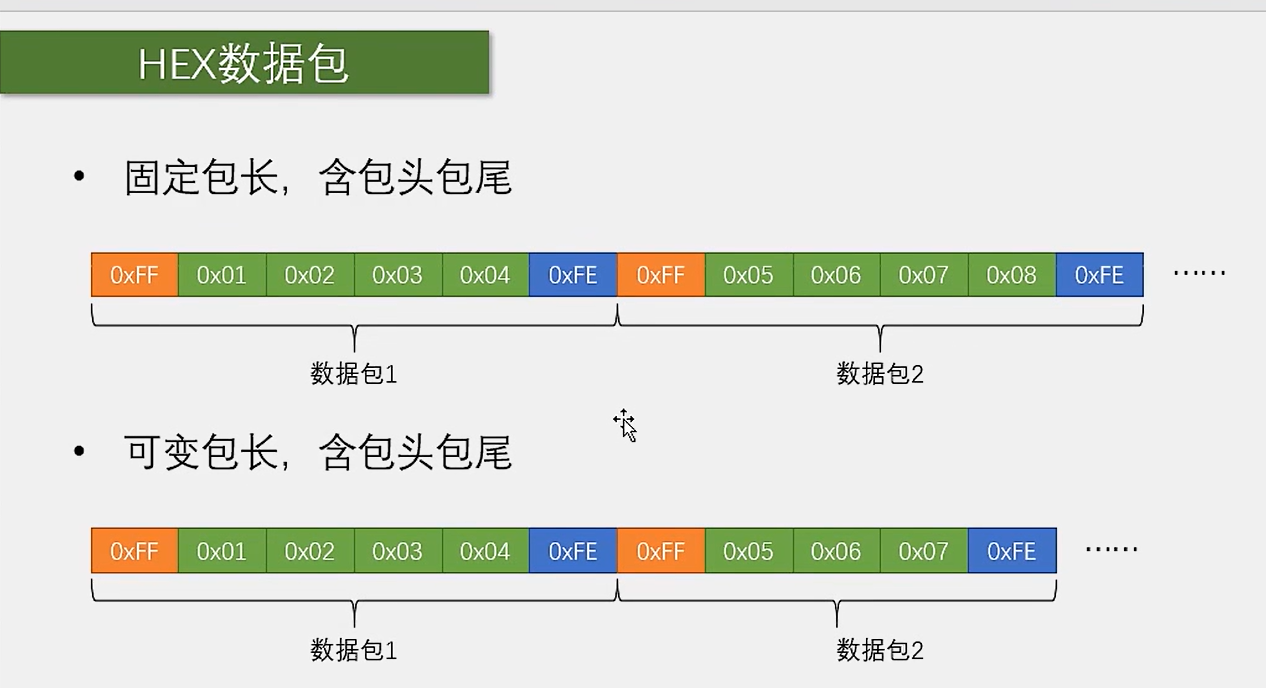 HEX数据包
• 固定包长，含包头包尾
0xFF 0x01 0x02 0x03 0x04 0xFE 0xFF 0x05 0x06 0x07 0x08 0xFE ……
数据包1 数据包2
• 可变包长，含包头包尾
0xFF 0x01 0x02 0x03 0x04 0xFE 0xFF 0x05 0x06 0x07 0xFE ……
数据包1 数据包2